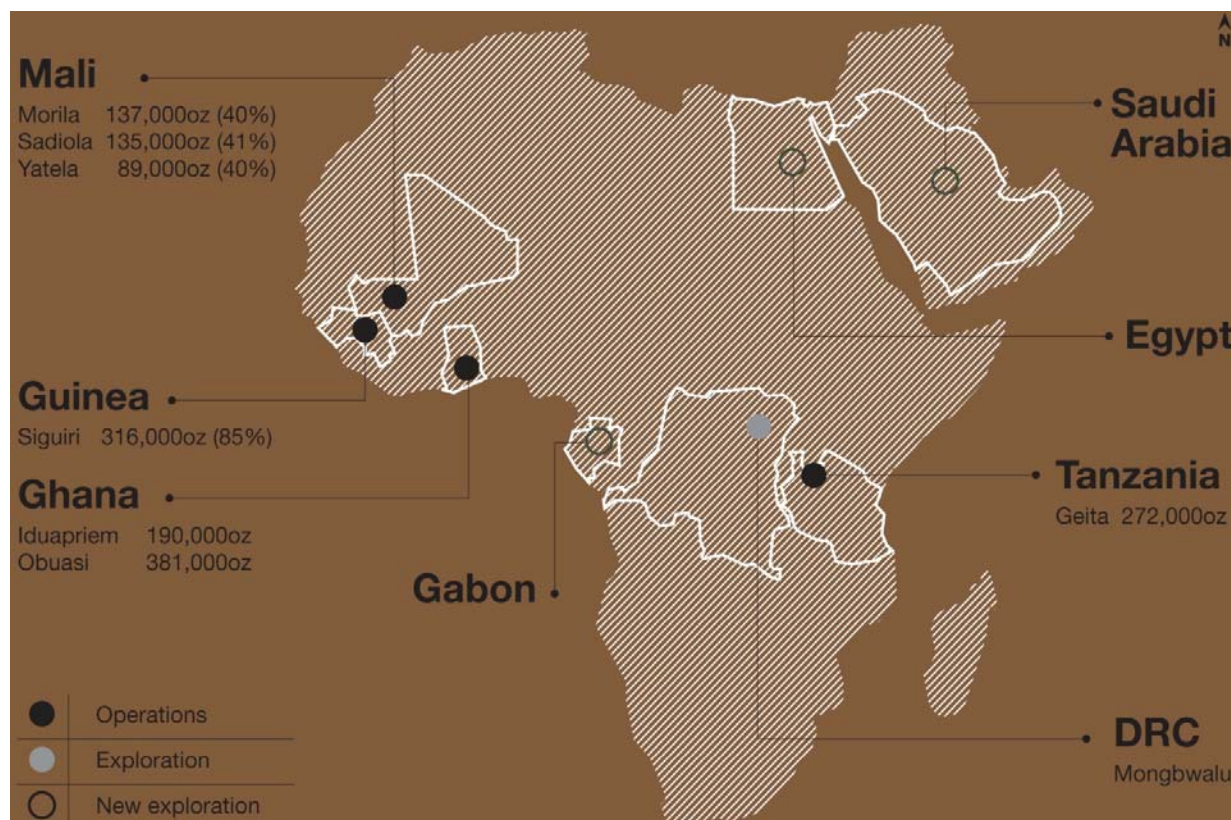 N
Mali
Morila 137,000oz (40%)
Sadiola 135,000oz (41%)
Yatela 89,000oz (40%)
Saudi
Arabia
Egypt
Guinea
Siguiri 316,000oz (85%)
Ghana
Iduapriem 190,000oz
Obuasi 381,000oz
Gabon
Tanzania
Geita 272,000oz
DRC
Mongbwalu
Operations
Exploration
New exploration